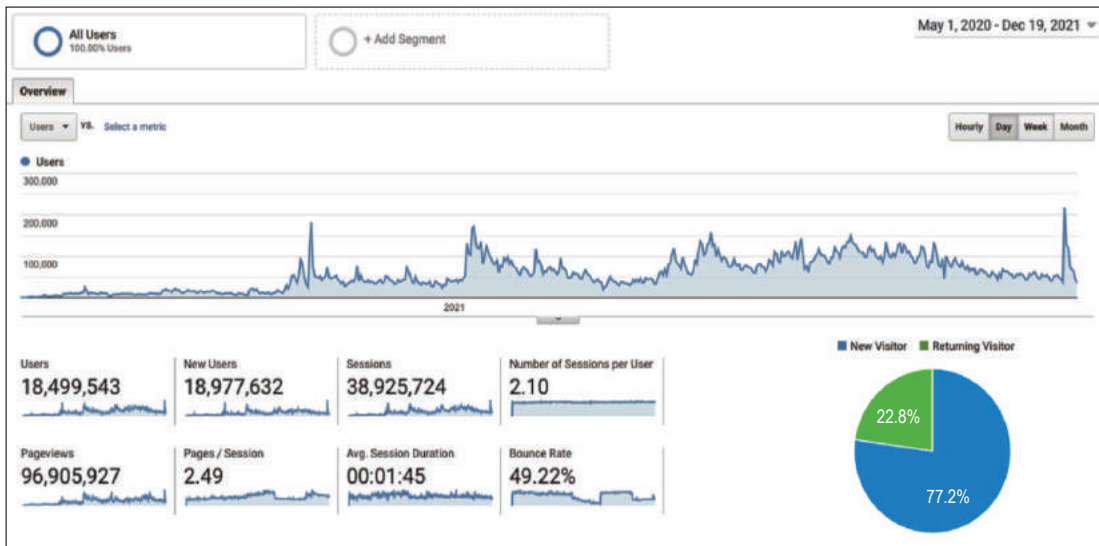 All Users
100.00% Users
+ Add Segment
May 1, 2020 - Dec 19, 2021
Overview
Users vs. Select a metric
Hourly Day Week Month
Users
300,000
200,000
100,000
2021
New Visitor Returning Visitor
Users New Users Sessions Number of Sessions per User
18,499,543 18,977,632 38,925,724 2.10
Pageviews Pages / Session Avg. Session Duration Bounce Rate
96,905,927 2.49 00:01:45 49.22%
22.8%
77.2%